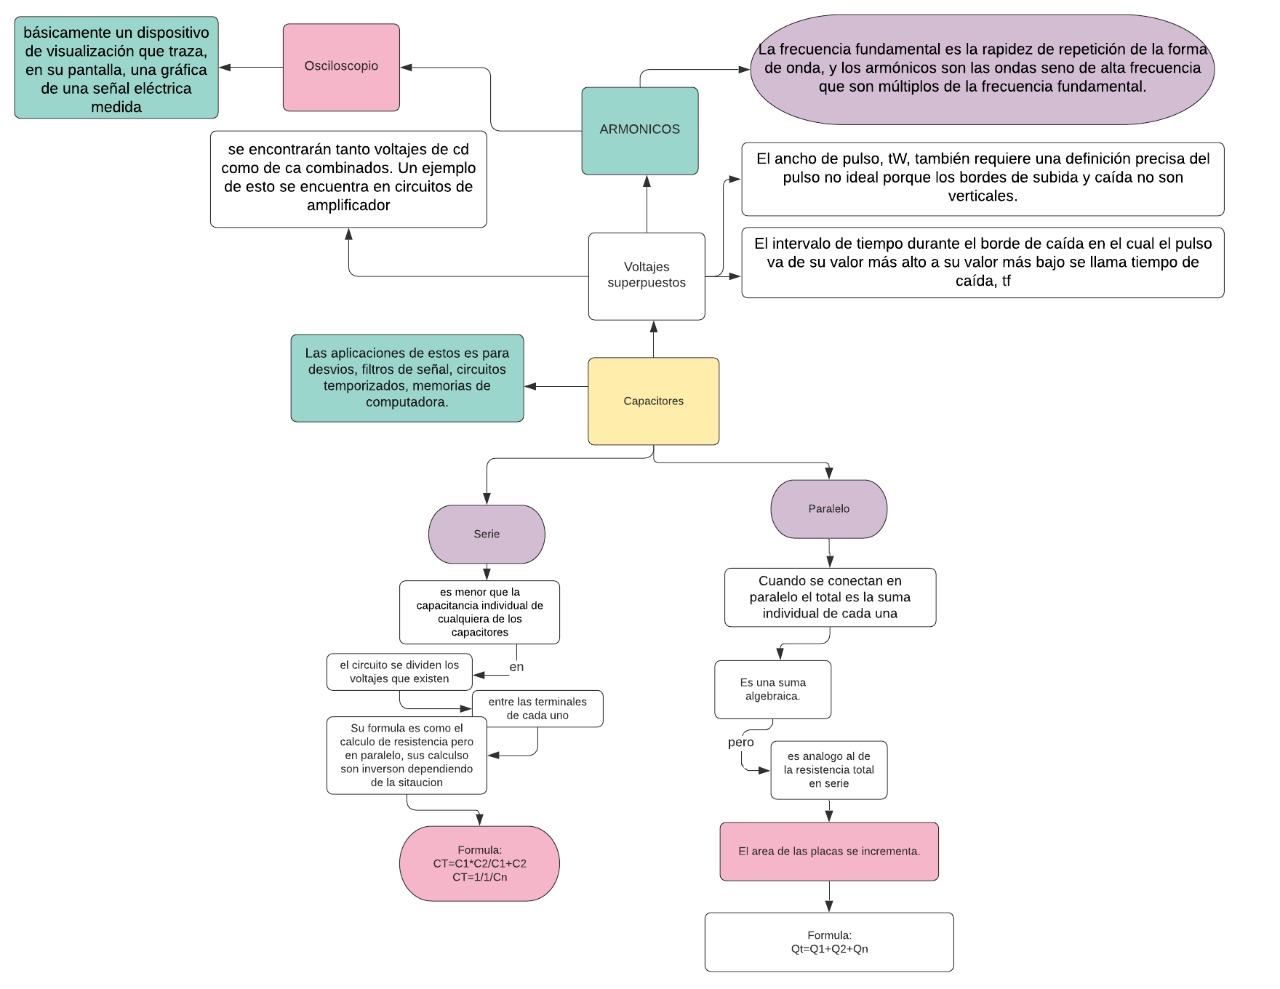 básicamente un dispositivo
de visualización que traza,
en su pantalla, una gráfica
de una señal eléctrica
medida
Osciloscopio
ARMONICOS
La frecuencia fundamental es la rapidez de repetición de la forma
de onda, y los armónicos son las ondas seno de alta frecuencia
que son múltiplos de la frecuencia fundamental.
se encontrarán tanto voltajes de cd
como de ca combinados. Un ejemplo
de esto se encuentra en circuitos de
amplificador
El ancho de pulso, tW, también requiere una definición precisa del
pulso no ideal porque los bordes de subida y caída no son
verticales.
Voltajes
superpuestos
El intervalo de tiempo durante el borde de caída en el cual el pulso
va de su valor más alto a su valor más bajo se llama tiempo de
caída, tf
Las aplicaciones de estos es para
desvios, filtros de señal, circuitos
temporizados, memorias de
computadora.
Capacitores
Serie
es menor que la
capacitancia individual de
cualquiera de los
capacitores
en
el circuito se dividen los
voltajes que existen
entre las terminales
de cada uno
Su formula es como el
calculo de resistencia pero
en paralelo, sus calculso
son inverson dependiendo
de la sitaucion
Formula:
CT=C1*C2/C1+C2
CT=1/1/Cn
Paralelo
Cuando se conectan en
paralelo el total es la suma
individual de cada una
Es una suma
algebraica.
pero
es analogo al de
la resistencia total
en serie
El area de las placas se incrementa.
Formula:
Qt=Q1+Q2+Qn